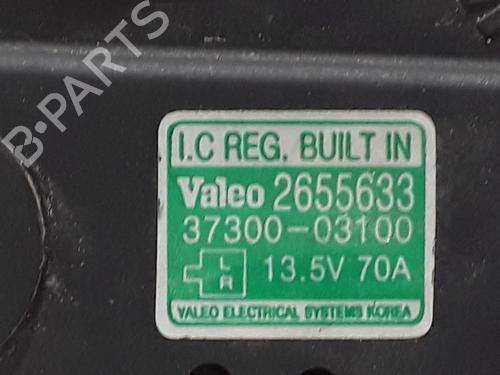 B-PARTS
I.C REG. BUILT IN
Valeo 2655633
37300-03100
L
R
13.5V 70A
VALEO ELECTRICAL SYSTEMS KOREA